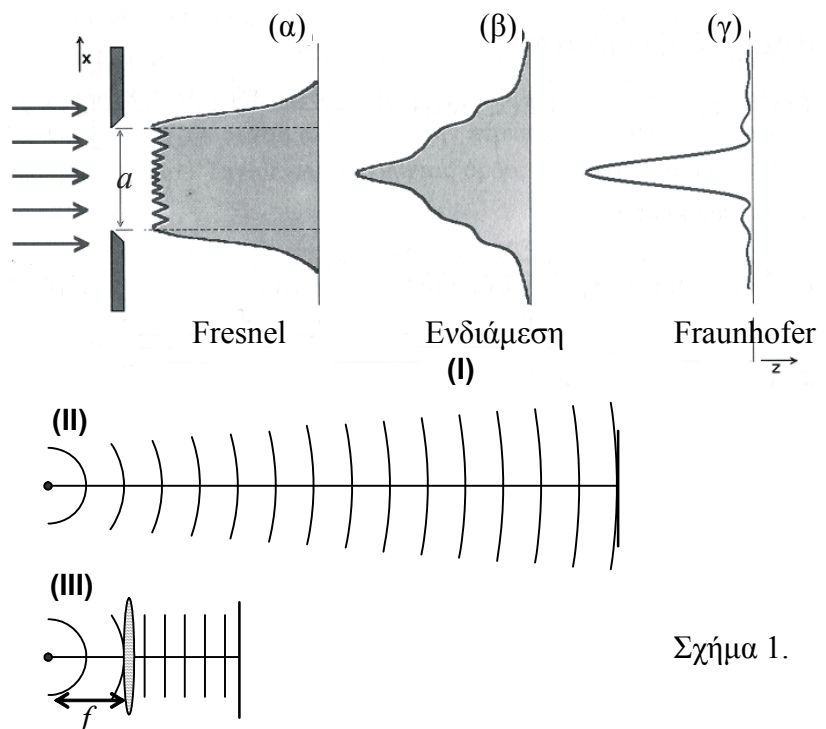 (α) (β) (γ)
x
a
Fresnel Ενδιάμεση Fraunhofer
z
(I)
(II)
(III)
Σχήμα 1.
f